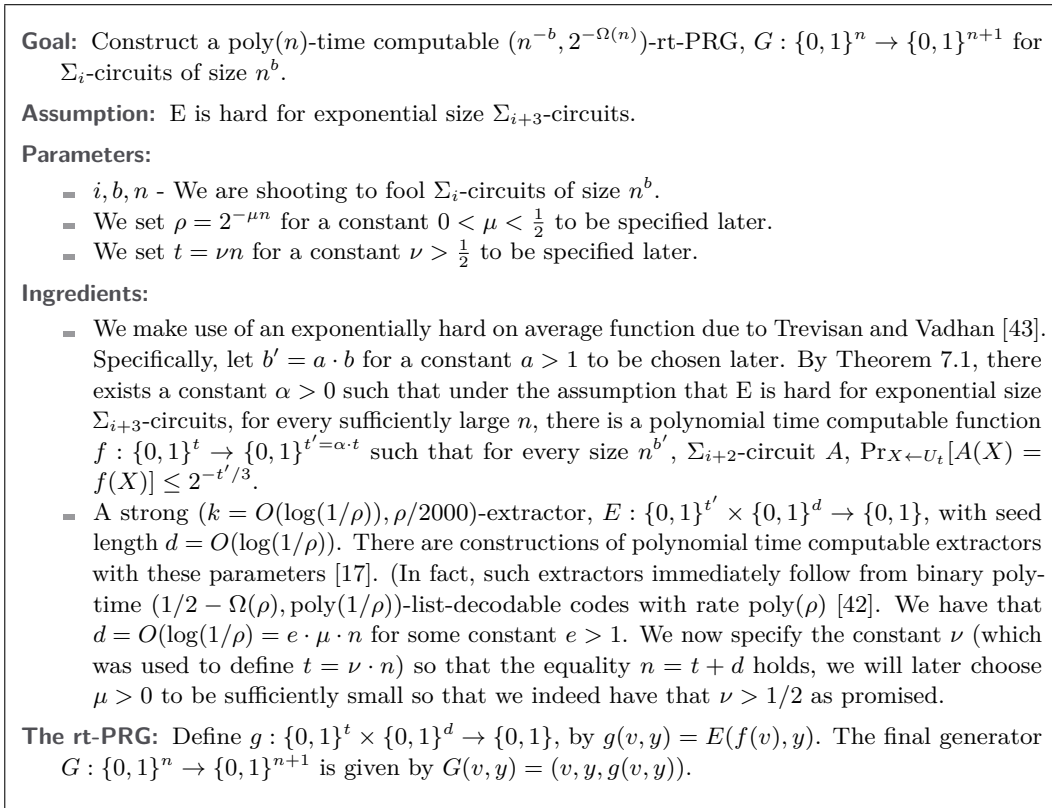 Goal: Construct a poly(n)-time computable (n^{-b}, 2^{-Ω(n)})-rt-PRG, G : {0, 1}^n → {0, 1}^{n+1} for
Σ_i-circuits of size n^b.
Assumption: E is hard for exponential size Σ_{i+3}-circuits.
Parameters:
i, b, n - We are shooting to fool Σ_i-circuits of size n^b.
We set ρ = 2^{-μn} for a constant 0 < μ < 1/2 to be specified later.
We set t = νn for a constant ν > 1/2 to be specified later.
Ingredients:
We make use of an exponentially hard on average function due to Trevisan and Vadhan [43].
Specifically, let b′ = a · b for a constant a > 1 to be chosen later. By Theorem 7.1, there
exists a constant α > 0 such that under the assumption that E is hard for exponential size
Σ_{i+3}-circuits, for every sufficiently large n, there is a polynomial time computable function
f : {0, 1}^t → {0, 1}^{t′=α·t} such that for every size n^{b′}, Σ_{i+2}-circuit A, Pr_{X←U_t}[A(X) =
f(X)] ≤ 2^{-t′/3}.
A strong (k = O(log(1/ρ)), ρ/2000)-extractor, E : {0, 1}^{t′} × {0, 1}^d → {0, 1}, with seed
length d = O(log(1/ρ)). There are constructions of polynomial time computable extractors
with these parameters [17]. (In fact, such extractors immediately follow from binary poly-
time (1/2 − Ω(ρ), poly(1/ρ))-list-decodable codes with rate poly(ρ) [42]. We have that
d = O(log(1/ρ) = e · μ · n for some constant e > 1. We now specify the constant ν (which
was used to define t = ν · n) so that the equality n = t + d holds, we will later choose
μ > 0 to be sufficiently small so that we indeed have that ν > 1/2 as promised.
The rt-PRG: Define g : {0, 1}^t × {0, 1}^d → {0, 1}, by g(v, y) = E(f(v), y). The final generator
G : {0, 1}^n → {0, 1}^{n+1} is given by G(v, y) = (v, y, g(v, y)).